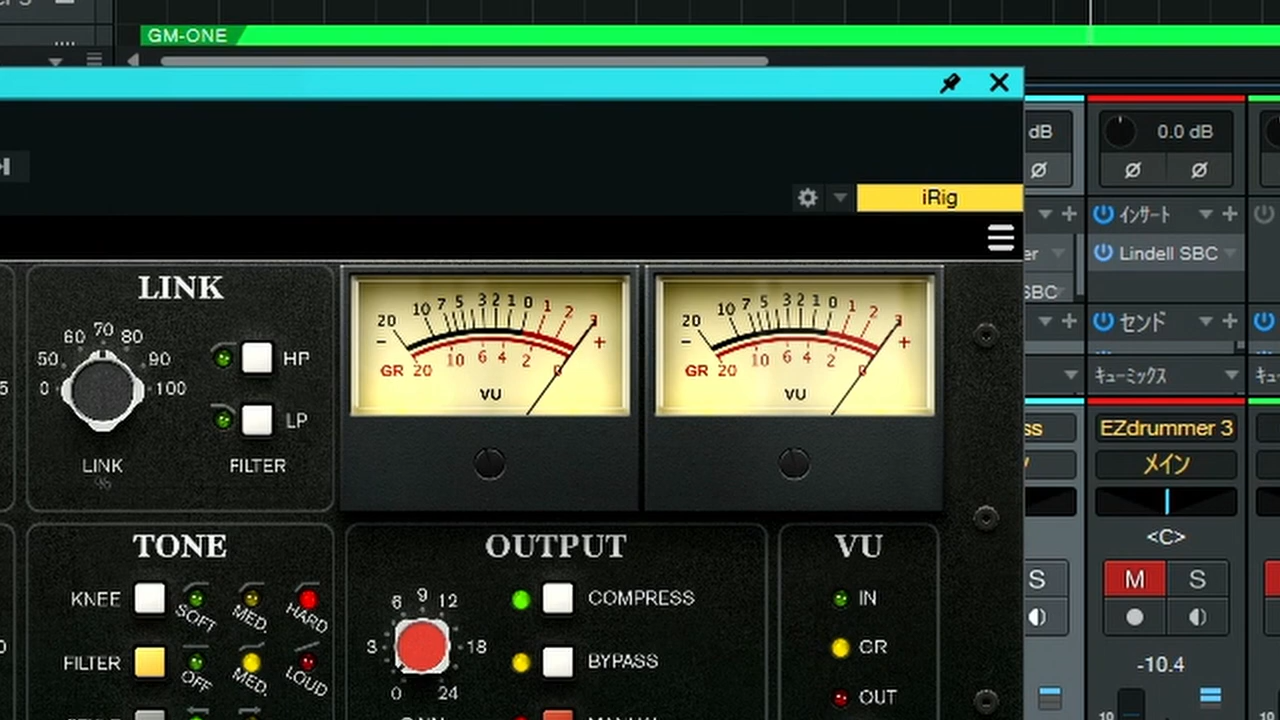 GM-ONE
dB
0.0 dB
Ø
Ø
Ø
iRig
インサート
er
Lindell SBC
SBC
センド
キューミックス
キュー
LINK
50 60 70 80 90
0 100
LINK
%
HP
LP
FILTER
20 10 7 5 3 2 1 0 1 2 3
- +
GR 20 10 6 4 2 0
VU
20 10 7 5 3 2 1 0 1 2 3
- +
GR 20 10 6 4 2 0
VU
ss
EZdrummer 3
メイン
<C>
TONE
KNEE
SOFT
MED.
HARD
FILTER
OFF
MED.
LOUD
OUTPUT
6 9 12
3 18
0 24
COMPRESS
BYPASS
VU
IN
GR
OUT
S
M
S
-10.4